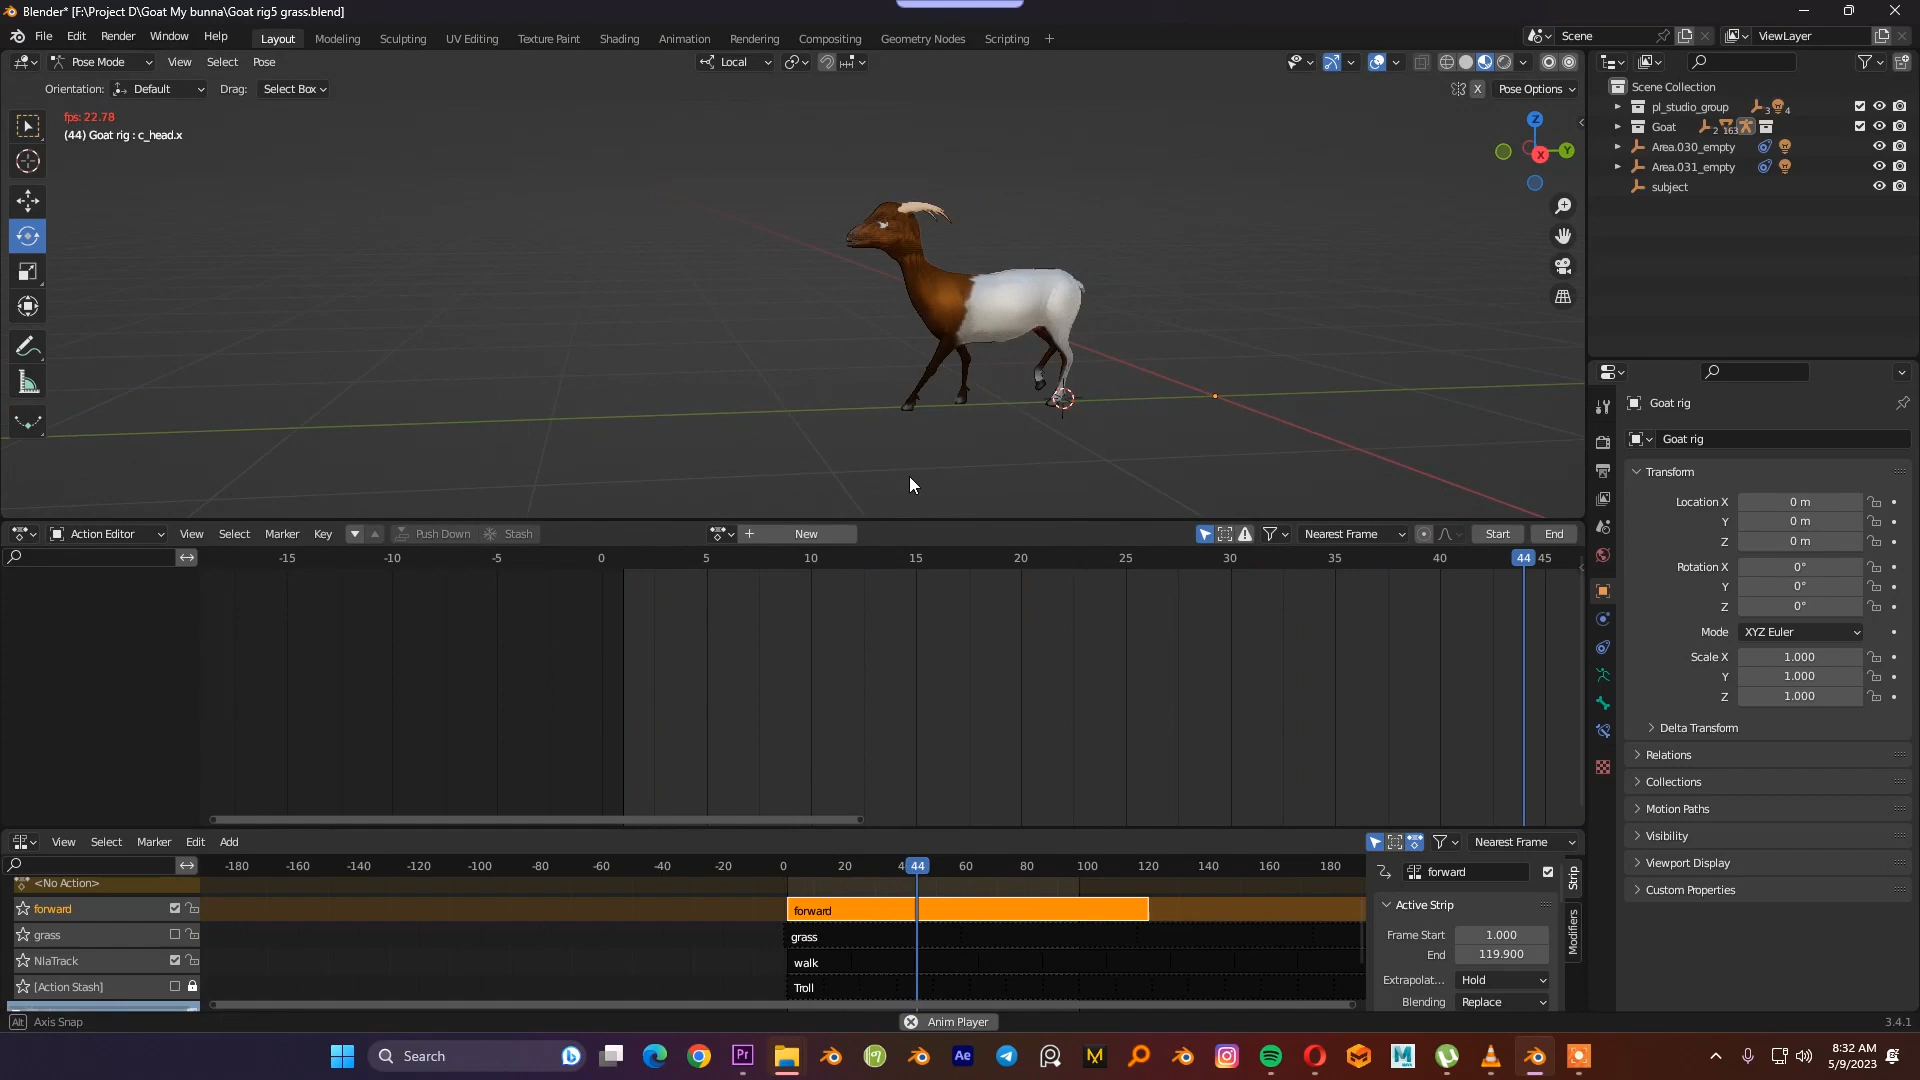 Blender* [F:\Project D\Goat My bunna\Goat rig5 grass.blend]
File Edit Render Window Help Layout Modeling Sculpting UV Editing Texture Paint Shading Animation Rendering Compositing Geometry Nodes Scripting + Scene ViewLayer
Pose Mode View Select Pose Local
Orientation: Default Drag: Select Box X Pose Options
fps: 22.78
(44) Goat rig : c_head.x
Z
Y
X
Scene Collection
pl_studio_group 3 4
Goat 2 163
Area.030_empty
Area.031_empty
subject
Goat rig
Goat rig
Transform
Location X 0 m
Y 0 m
Z 0 m
Rotation X 0°
Y 0°
Z 0°
Mode XYZ Euler
Scale X 1.000
Y 1.000
Z 1.000
Delta Transform
Relations
Collections
Motion Paths
Visibility
Viewport Display
Custom Properties
Action Editor View Select Marker Key Push Down Stash New Nearest Frame Start End
-15 -10 -5 0 5 10 15 20 25 30 35 40 44 45
View Select Marker Edit Add Nearest Frame
-180 -160 -140 -120 -100 -80 -60 -40 -20 0 20 4 44 60 80 100 120 140 160 180
<No Action>
forward forward
grass grass
NlaTrack walk
[Action Stash] Troll
forward
Active Strip
Frame Start 1.000
End 119.900
Extrapolat... Hold
Blending Replace
Strip
Modifiers
Alt Axis Snap Anim Player 3.4.1
Search Pr Ae M
8:32 AM
5/9/2023